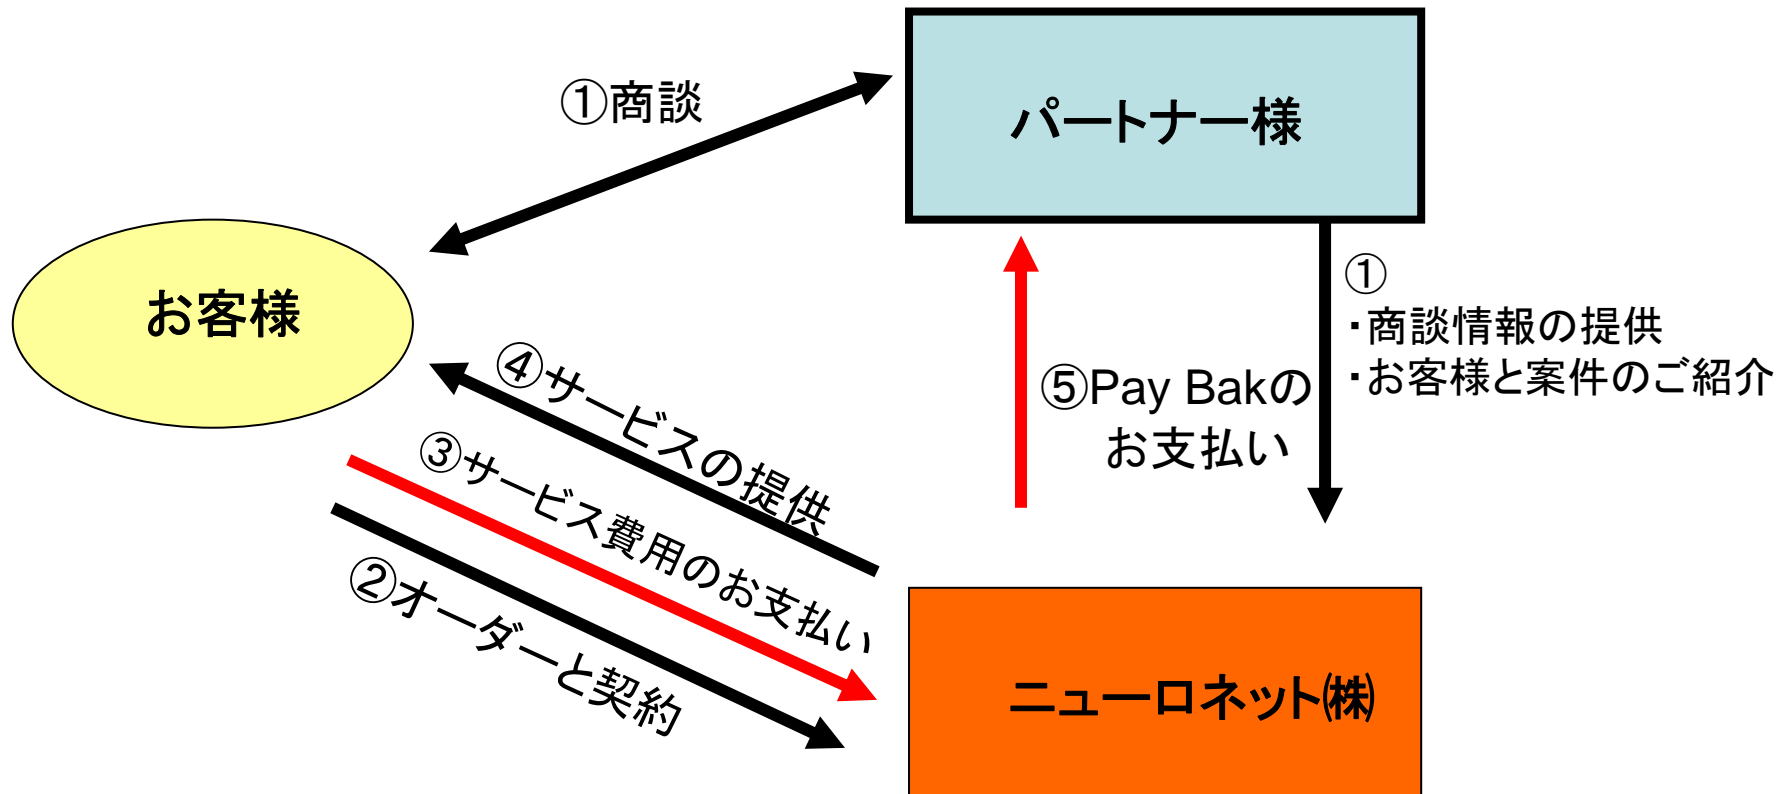 ①商談
パートナー様
お客様
①
・商談情報の提供
・お客様と案件のご紹介
④サービスの提供
⑤Pay Bakの
お支払い
③サービス費用のお支払い
②オーダーと契約
ニューロネット㈱